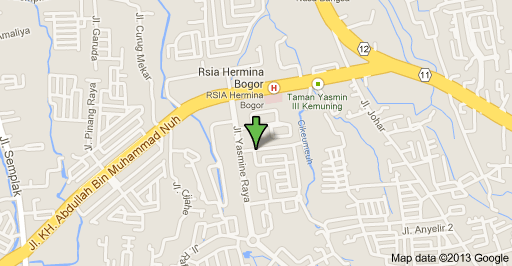 Amaliya
Jl. Garuda
Jl. Curug Mekar
Jl. Pinang Raya
Jl. Semplak
Rsia Hermina
Bogor
RSIA Hermina
Bogor
H
Taman Yasmin
III Kemuning
12
11
Jl. Johar
Cikeumeuh
Jl. Yasmine Raya
Jl. KH. Abdullah Bin Muhammad Nuh
Jl. Anyelir 2
Map data ©2013 Google